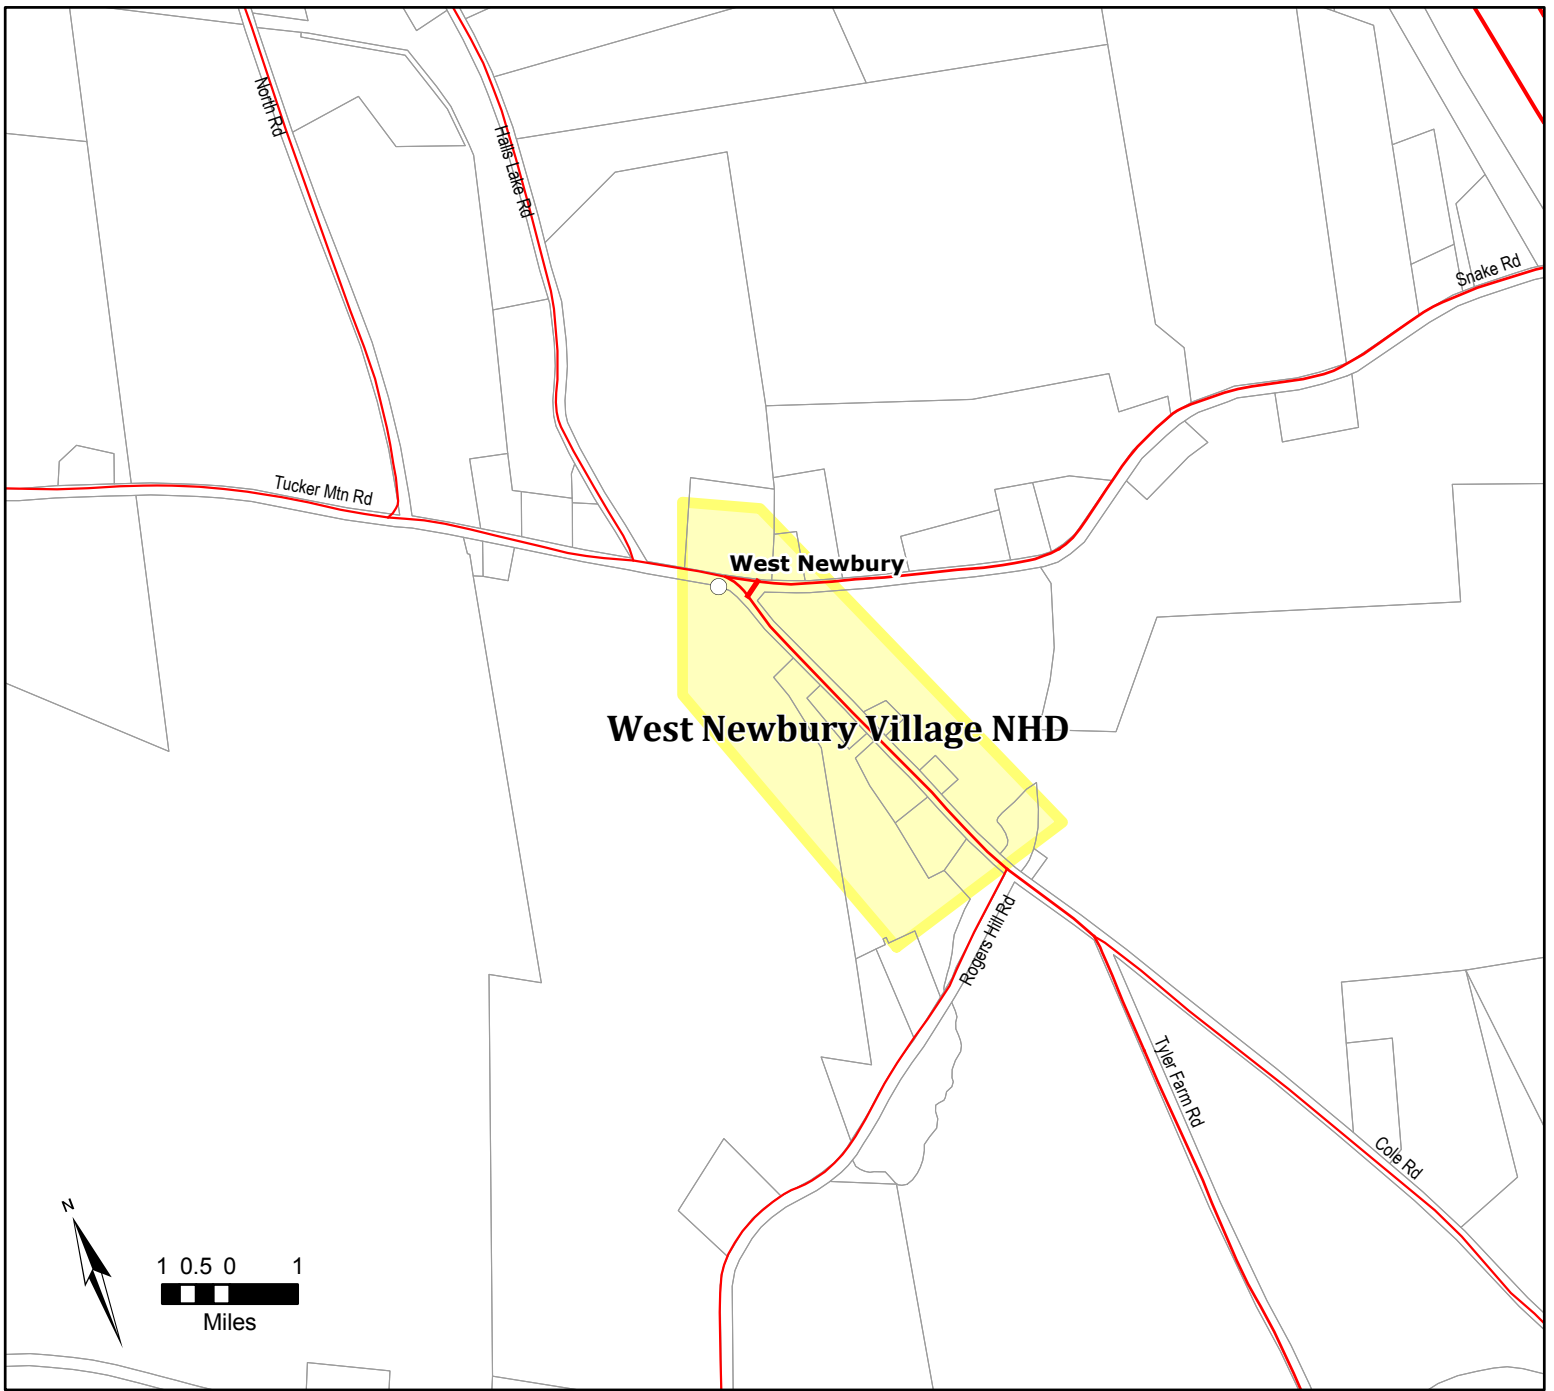 North Rd
Halls Lake Rd
Snake Rd
Tucker Mtn Rd
West Newbury
West Newbury Village NHD
Rogers Hill Rd
Tyler Farm Rd
Cole Rd
N
1 0.5 0 1
Miles